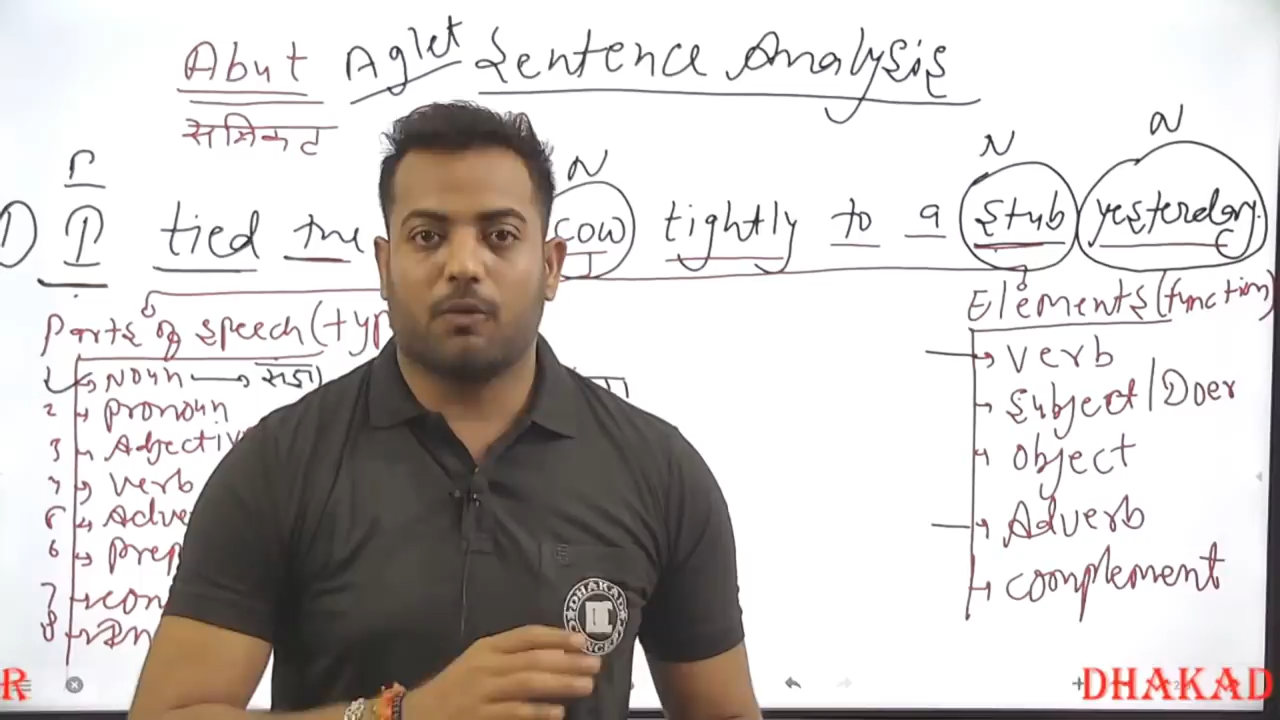 Abut Aglet Sentence Analysis
सन्निकट
P N N N
1) I tied the cow tightly to a stub yesterday.
Parts of speech (typ
Elements (function)
1 → Noun → संज्ञा
2 → pronoun
3 → Adjectiv
4 → verb
5 → Adve
6 → prep
7 → con
8 → In
→ verb
→ Subject / Doer
→ object
→ Adverb
→ complement
DHAKAD
R
DHAKAD